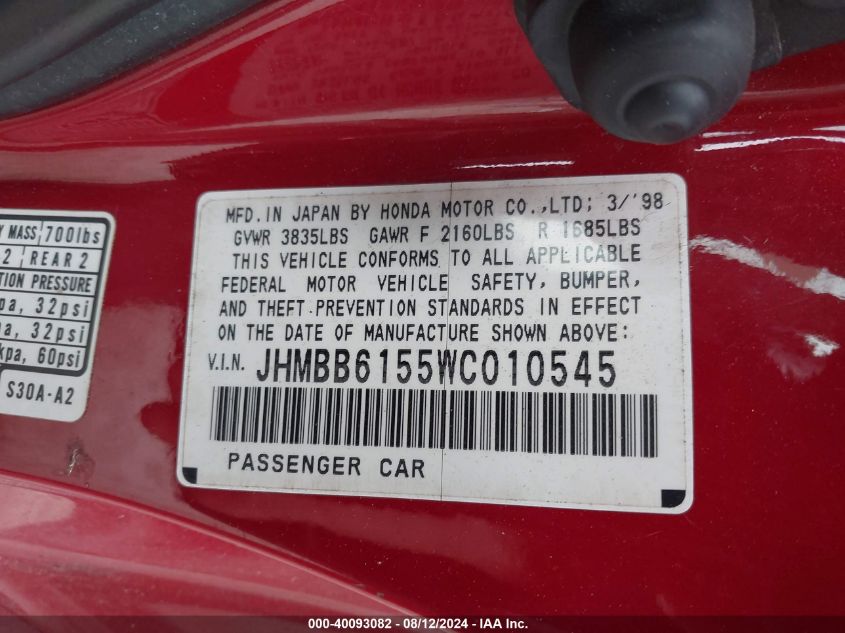 MFD. IN JAPAN BY HONDA MOTOR CO.,LTD; 3/'98
GVWR 3835LBS GAWR F 2160LBS R 1685LBS
THIS VEHICLE CONFORMS TO ALL APPLICABLE
FEDERAL MOTOR VEHICLE SAFETY, BUMPER,
AND THEFT PREVENTION STANDARDS IN EFFECT
ON THE DATE OF MANUFACTURE SHOWN ABOVE:
V.I.N. JHMBB6155WC010545
PASSENGER CAR
MASS 700lbs
2 REAR 2
PRESSURE
a, 32psi
a, 32psi
kpa, 60psi
S30A-A2
000-40093082 - 08/12/2024 - IAA Inc.